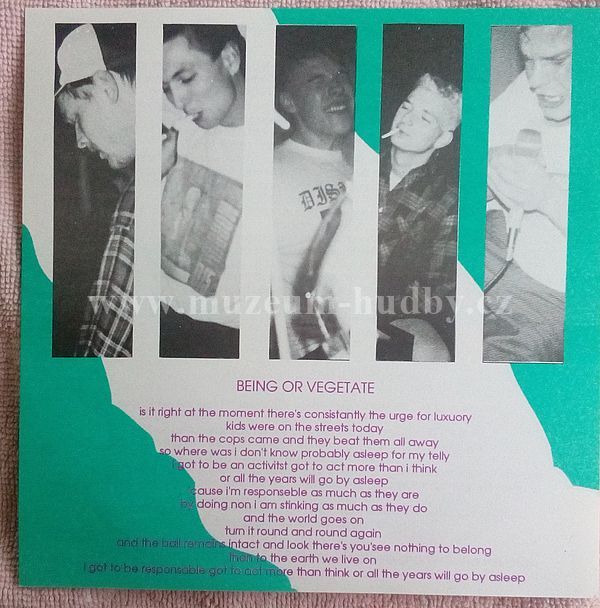 DIS
www.muzeum-hudby.cz
BEING OR VEGETATE
is it right at the moment there's consistantly the urge for luxuory
kids were on the streets today
than the cops came and they beat them all away
so where was i don't know probably asleep for my telly
i got to be an activitst got to act more than i think
or all the years will go by asleep
cause i'm responseble as much as they are
by doing non i am stinking as much as they do
and the world goes on
turn it round and round again
and the ball remains intact and look there's you'see nothing to belong
than to the earth we live on
i got to be responsable got to act more than think or all the years will go by asleep